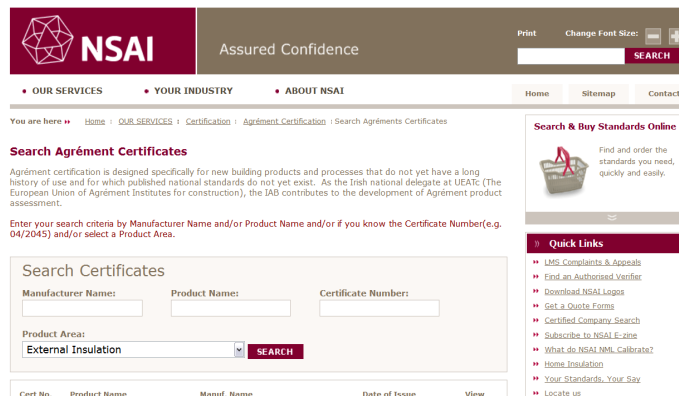 NSAI
Assured Confidence
Print Change Font Size:
SEARCH
OUR SERVICES YOUR INDUSTRY ABOUT NSAI
Home Sitemap Contact
You are here Home : OUR SERVICES : Certification : Agrément Certification : Search Agréments Certificates
Search Agrément Certificates
Agrément certification is designed specifically for new building products and processes that do not yet have a long
history of use and for which published national standards do not yet exist. As the Irish national delegate at UEATc (The
European Union of Agrément Institutes for construction), the IAB contributes to the development of Agrément product
assessment.
Enter your search criteria by Manufacturer Name and/or Product Name and/or if you know the Certificate Number(e.g.
04/2045) and/or select a Product Area.
Search Certificates
Manufacturer Name: Product Name: Certificate Number:
Product Area:
External Insulation SEARCH
Cert No. Product Name Manuf. Name Date of Issue View
Search & Buy Standards Online
Find and order the
standards you need,
quickly and easily.
Quick Links
LMS Complaints & Appeals
Find an Authorised Verifier
Download NSAI Logos
Get a Quote Forms
Certified Company Search
Subscribe to NSAI E-zine
What do NSAI NML Calibrate?
Home Insulation
Your Standards, Your Say
Locate us